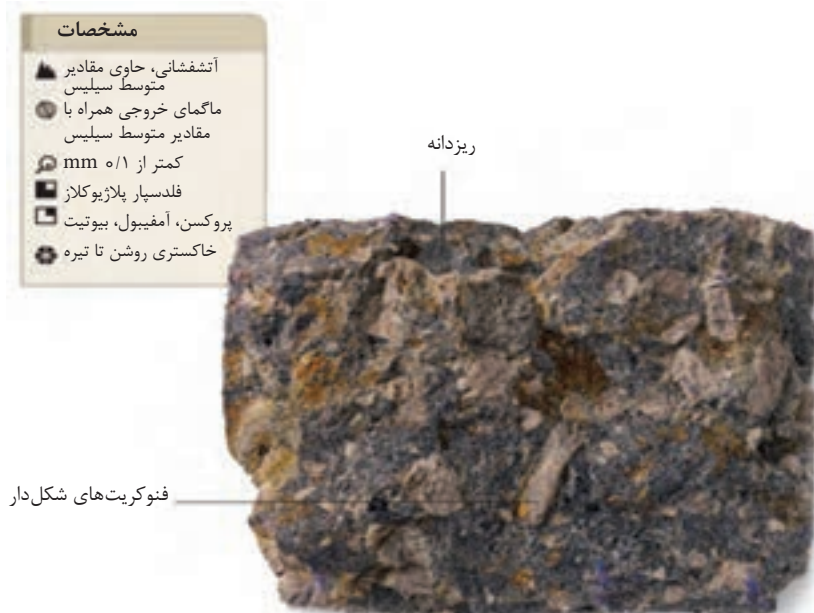 مشخصات
آتشفشانی، حاوی مقادیر
متوسط سیلیس
ماگمای خروجی همراه با
مقادیر متوسط سیلیس
کمتر از ۰/۱ mm
فلدسپار پلاژیوکلاز
پروکسن، آمفیبول، بیوتیت
خاکستری روشن تا تیره
ریزدانه
فنوکریت‌های شکل‌دار